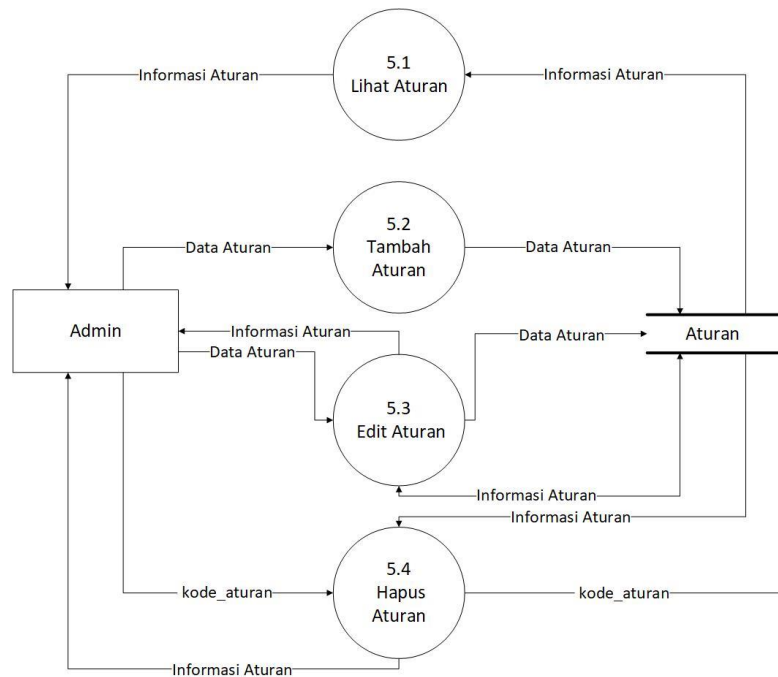 5.1
Lihat Aturan
Informasi Aturan
Informasi Aturan
5.2
Tambah
Aturan
Data Aturan
Data Aturan
Admin
Informasi Aturan
Data Aturan
Data Aturan
Aturan
5.3
Edit Aturan
Informasi Aturan
Informasi Aturan
5.4
Hapus
Aturan
kode_aturan
kode_aturan
Informasi Aturan